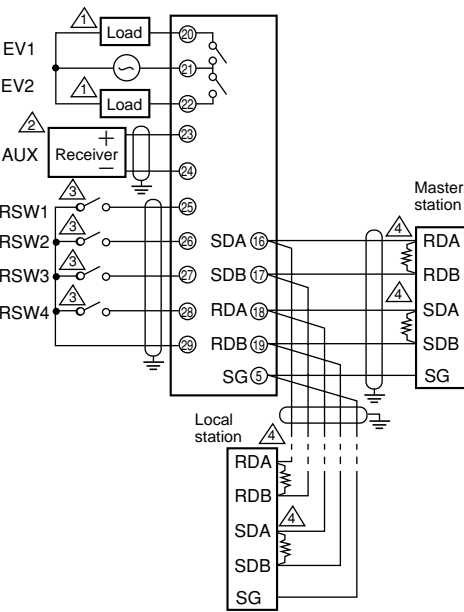 1 Load 20
EV1
21
EV2
1 Load 22
2
AUX Receiver + − 23
24
3
RSW1 25
3
RSW2 26
3
RSW3 27
3
RSW4 28
29
SDA 16
SDB 17
RDA 18
RDB 19
SG 5
Master
station
4 RDA
RDB
4 SDA
SDB
SG
Local
station 4
RDA
RDB
4
SDA
SDB
SG